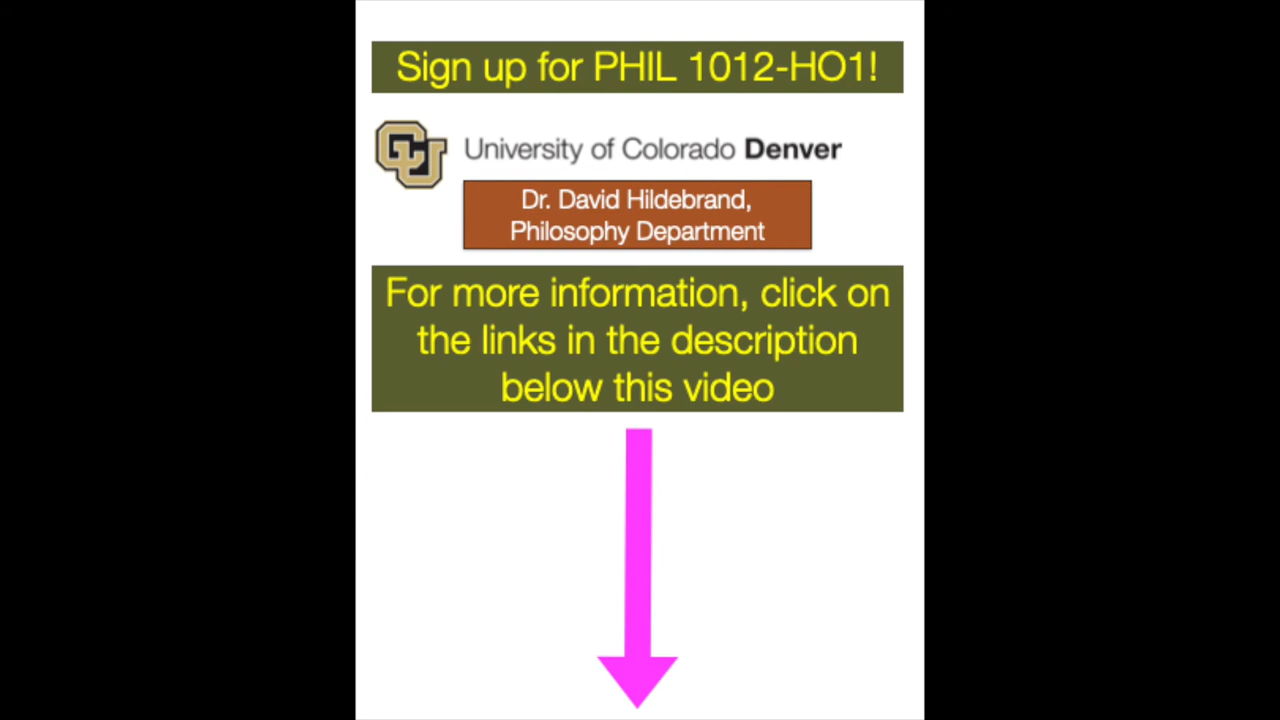 Sign up for PHIL 1012-HO1!
CU University of Colorado Denver
Dr. David Hildebrand,
Philosophy Department
For more information, click on
the links in the description
below this video